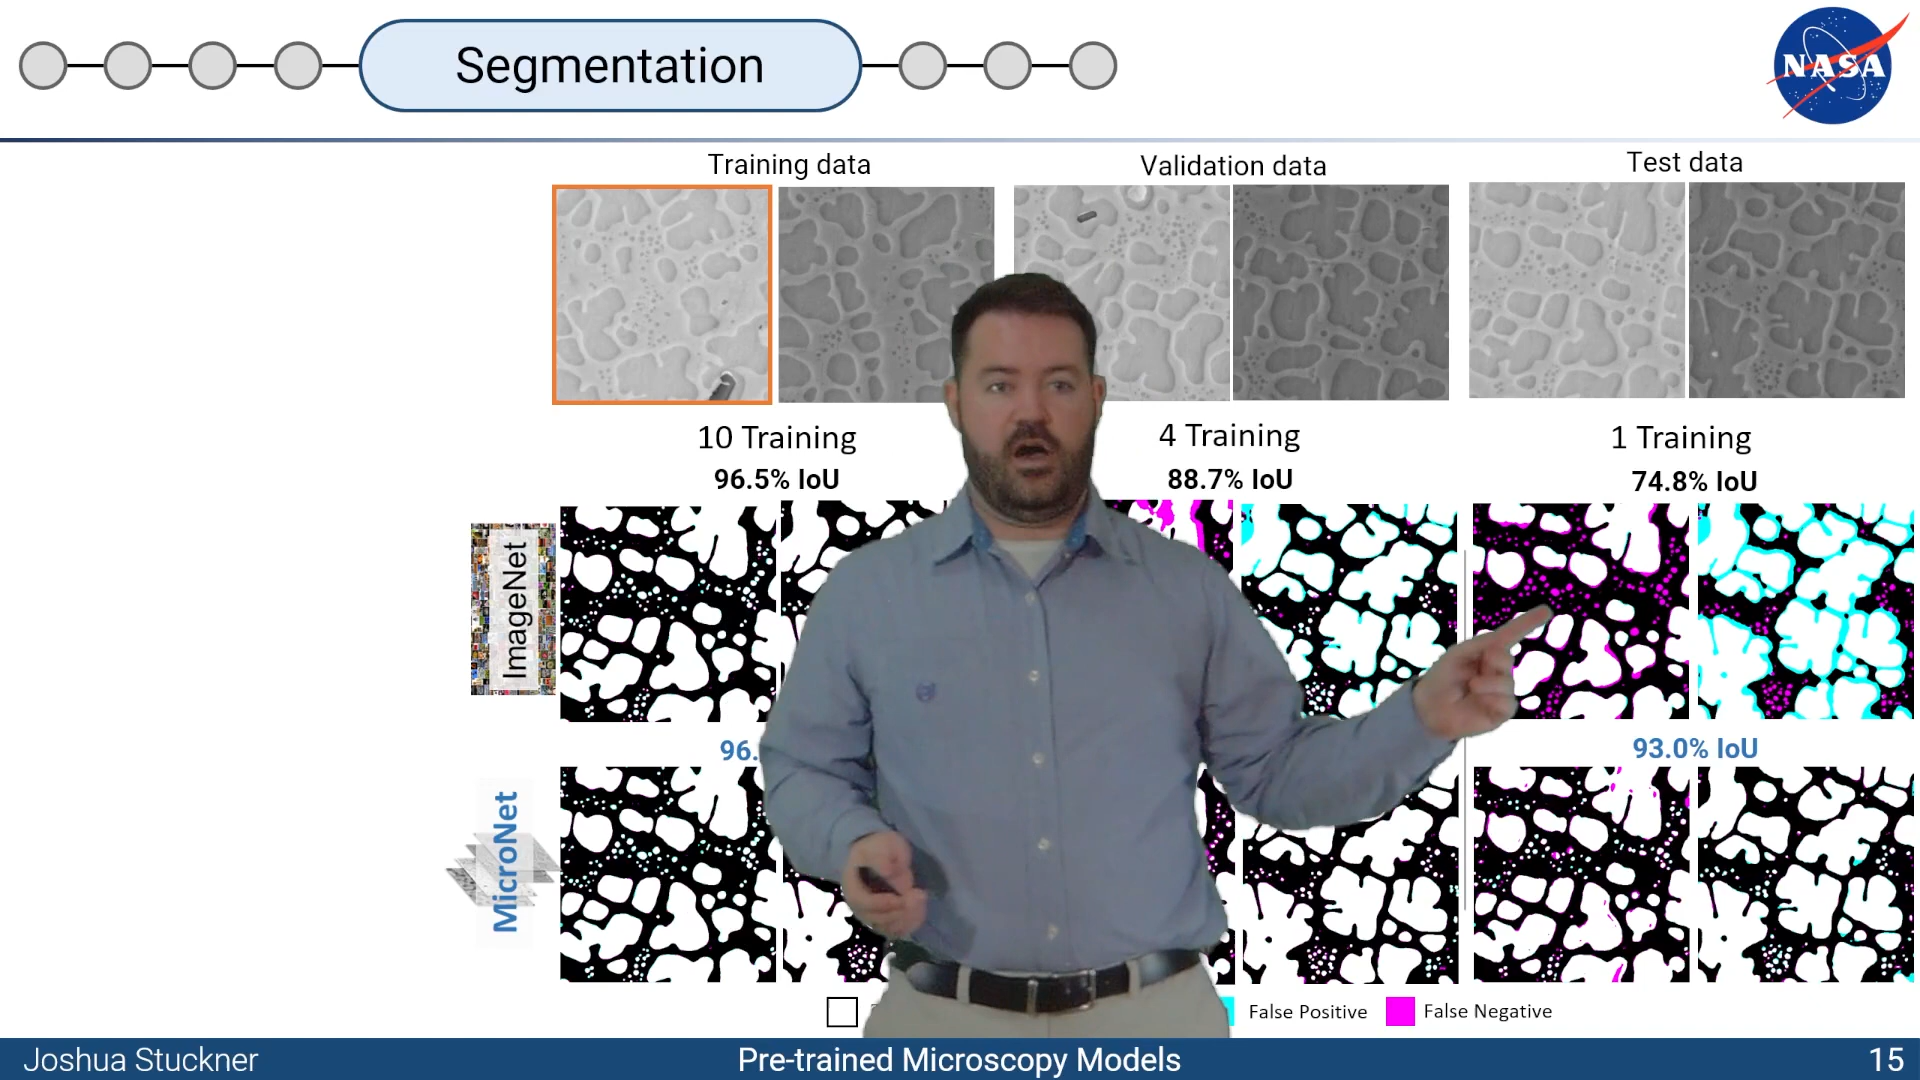 Segmentation
NASA
Training data
Validation data
Test data
10 Training
4 Training
1 Training
96.5% IoU
88.7% IoU
74.8% IoU
ImageNet
96.
93.0% IoU
MicroNet
False Positive
False Negative
Joshua Stuckner
Pre-trained Microscopy Models
15